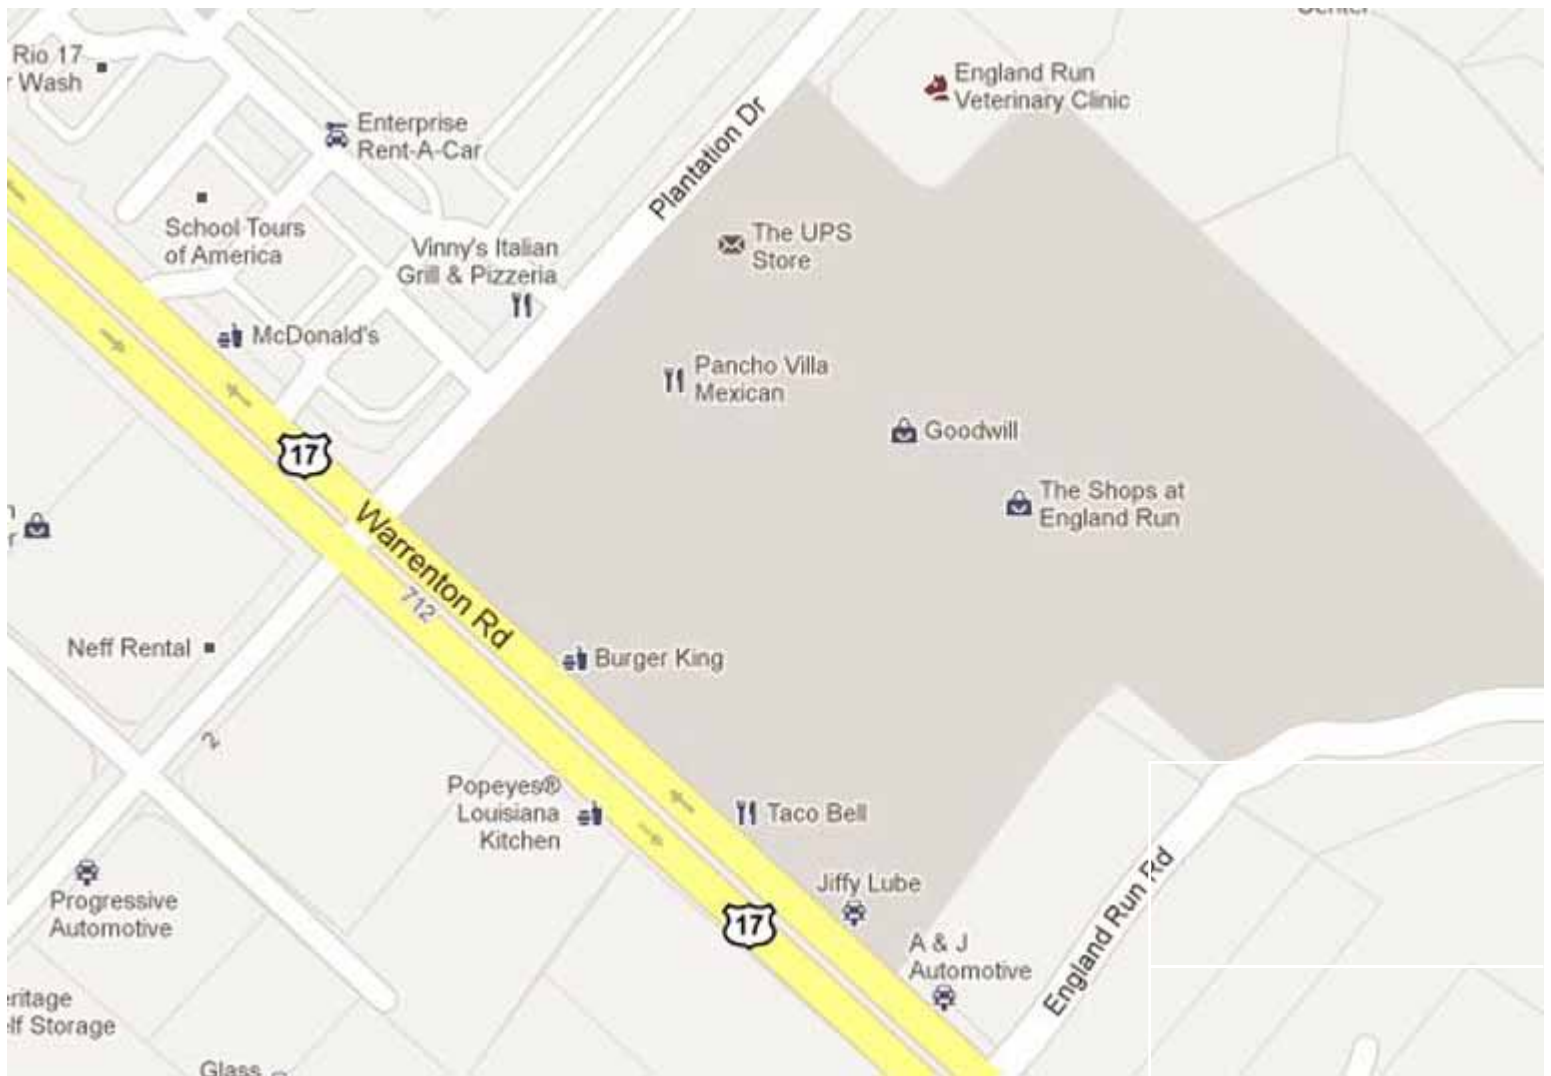 Rio 17
Wash
England Run
Veterinary Clinic
Enterprise
Rent-A-Car
Plantation Dr
School Tours
of America
Vinny's Italian
Grill & Pizzeria
The UPS
Store
McDonald's
Pancho Villa
Mexican
Goodwill
17
The Shops at
England Run
Warrenton Rd
712
Neff Rental
Burger King
2
Popeyes®
Louisiana
Kitchen
Taco Bell
Jiffy Lube
Progressive
Automotive
17
A & J
Automotive
England Run Rd
Storage
Glass